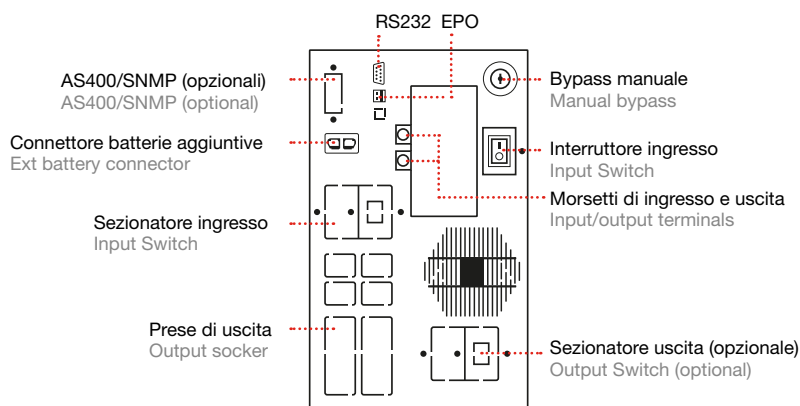 RS232 EPO
AS400/SNMP (opzionali)
AS400/SNMP (optional)
Connettore batterie aggiuntive
Ext battery connector
Sezionatore ingresso
Input Switch
Prese di uscita
Output socker
Bypass manuale
Manual bypass
Interruttore ingresso
Input Switch
Morsetti di ingresso e uscita
Input/output terminals
Sezionatore uscita (opzionale)
Output Switch (optional)